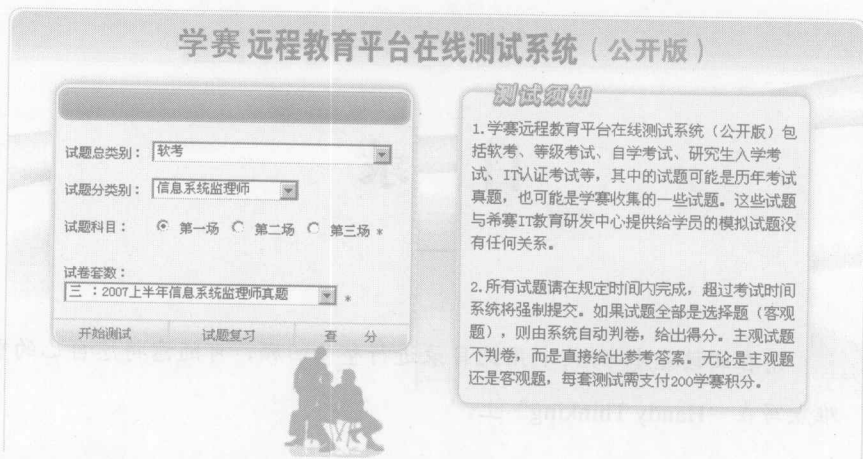 学赛 远程教育平台在线测试系统（公开版）
试题总类别： 软考
试题分类别： 信息系统监理师
试题科目： 第一场 第二场 第三场 *
试卷套数：
三 ：2007上半年信息系统监理师真题 *
开始测试 试题复习 查 分
测试须知
1.学赛远程教育平台在线测试系统（公开版）包
括软考、等级考试、自学考试、研究生入学考
试、IT认证考试等，其中的试题可能是历年考试
真题，也可能是学赛收集的一些试题。这些试题
与希赛IT教育研发中心提供给学员的模拟试题没
有任何关系。
2.所有试题请在规定时间内完成，超过考试时间
系统将强制提交。如果试题全部是选择题（客观
题），则由系统自动判卷，给出得分。主观试题
不判卷，而是直接给出参考答案。无论是主观题
还是客观题，每套测试需支付200学赛积分。